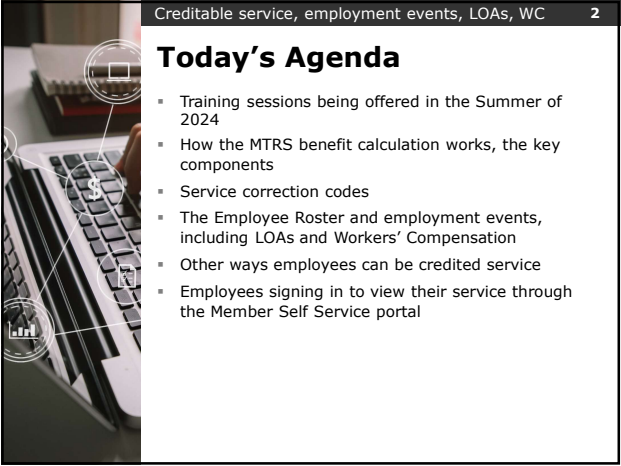 Creditable service, employment events, LOAs, WC 2
Today’s Agenda
▪ Training sessions being offered in the Summer of
2024
▪ How the MTRS benefit calculation works, the key
components
▪ Service correction codes
▪ The Employee Roster and employment events,
including LOAs and Workers’ Compensation
▪ Other ways employees can be credited service
▪ Employees signing in to view their service through
the Member Self Service portal
$